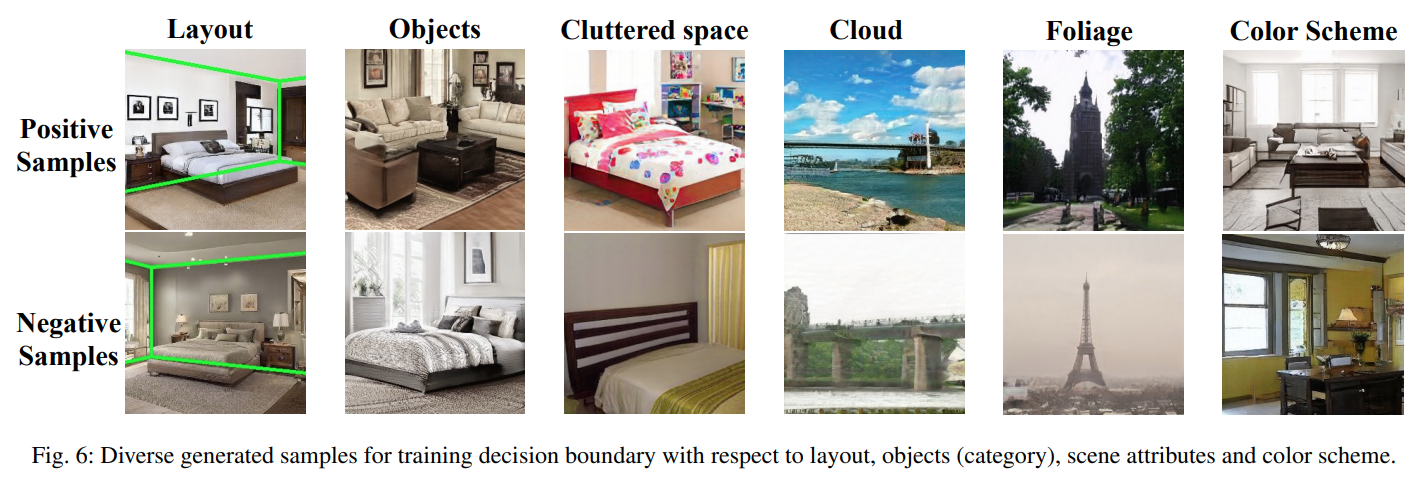 Layout
Objects
Cluttered space
Cloud
Foliage
Color Scheme
Positive
Samples
Negative
Samples
Fig. 6: Diverse generated samples for training decision boundary with respect to layout, objects (category), scene attributes and color scheme.